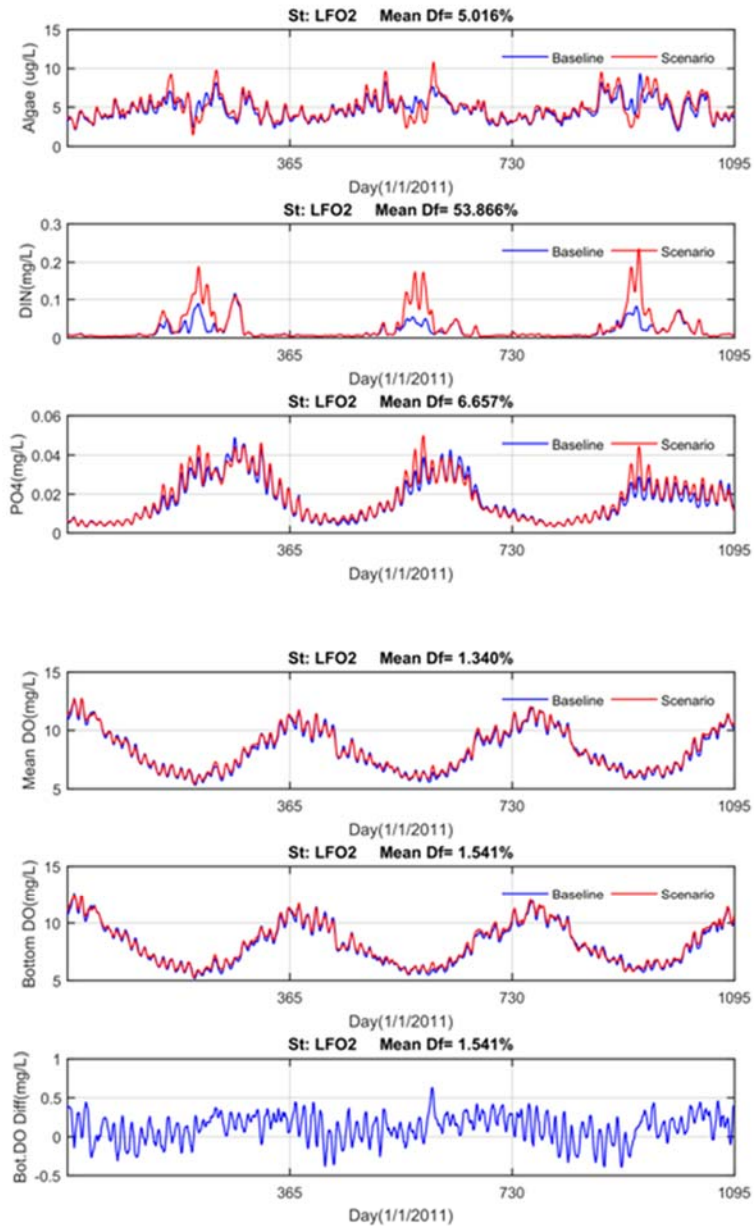 St: LFO2 Mean Df= 5.016%
15
10
5
0
Algae (ug/L)
Baseline Scenario
365 730 1095
Day(1/1/2011)
St: LFO2 Mean Df= 53.866%
0.3
0.2
0.1
0
DIN(mg/L)
Baseline Scenario
365 730 1095
Day(1/1/2011)
St: LFO2 Mean Df= 6.657%
0.06
0.04
0.02
0
PO4(mg/L)
Baseline Scenario
365 730 1095
Day(1/1/2011)
St: LFO2 Mean Df= 1.340%
15
10
5
Mean DO(mg/L)
Baseline Scenario
365 730 1095
Day(1/1/2011)
St: LFO2 Mean Df= 1.541%
15
10
5
Bottom DO(mg/L)
Baseline Scenario
365 730 1095
Day(1/1/2011)
St: LFO2 Mean Df= 1.541%
1
0.5
0
-0.5
Bot.DO Diff(mg/L)
365 730 1095
Day(1/1/2011)